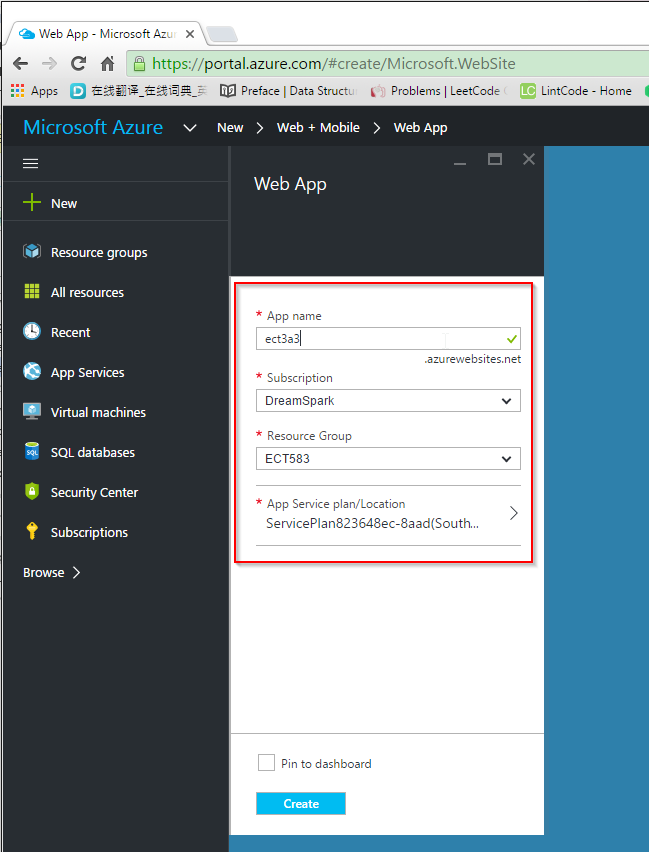 Web App - Microsoft Azur
https://portal.azure.com/#create/Microsoft.WebSite
Apps 在线翻译_在线词典_英 Preface | Data Structu Problems | LeetCode LintCode - Home
Microsoft Azure New Web + Mobile Web App
Web App
New
Resource groups
All resources
Recent
App Services
Virtual machines
SQL databases
Security Center
Subscriptions
Browse
* App name
ect3a3
.azurewebsites.net
* Subscription
DreamSpark
* Resource Group
ECT583
* App Service plan/Location
ServicePlan823648ec-8aad(South...
Pin to dashboard
Create